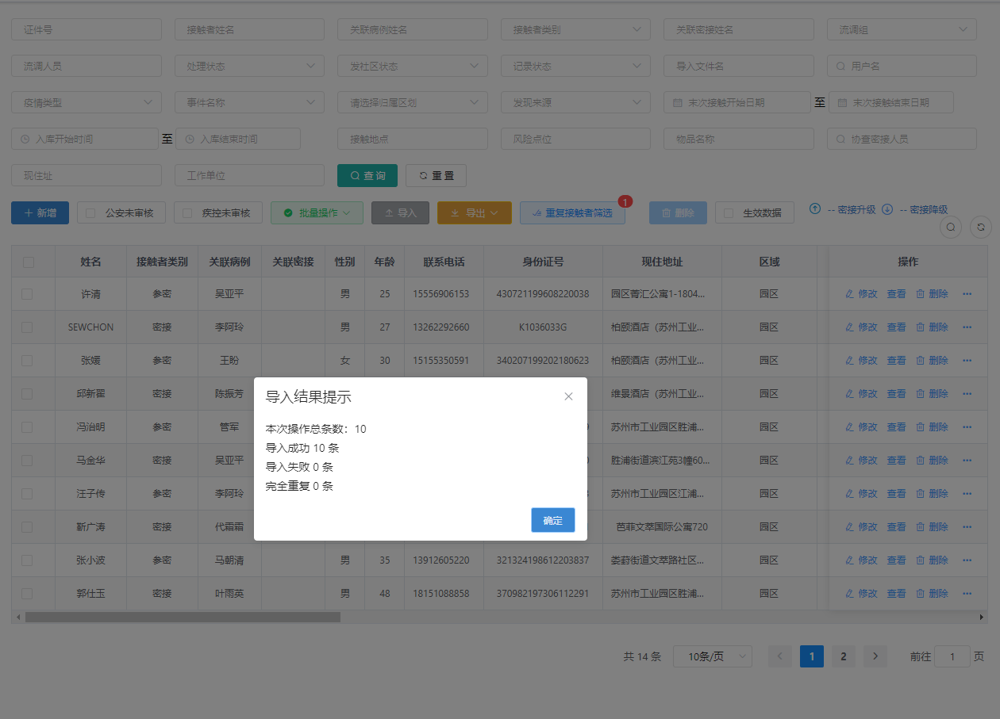 证件号 接触者姓名 关联病例姓名 接触者类别 关联密接姓名 流调组
流调人员 处理状态 发社区状态 记录状态 导入文件名 用户名
疫情类型 事件名称 请选择归属区划 发现来源 末次接触开始日期 至 末次接触结束日期
入库开始时间 至 入库结束时间 接触地点 风险点位 物品名称 协查密接人员
现住址 工作单位 查询 重置
新增 公安未审核 疾控未审核 批量操作 导入 导出 重复接触者筛选 1 删除 生效数据 -- 密接升级 -- 密接降级
姓名 接触者类别 关联病例 关联密接 性别 年龄 联系电话 身份证号 现住地址 区域 操作
许清 参密 吴亚平 男 25 15556906153 430721199608220038 园区菁汇公寓1-1804... 园区 修改 查看 删除 ...
SEWCHON 密接 李阿玲 男 27 13262292660 K1036033G 柏颐酒店（苏州工业... 园区 修改 查看 删除 ...
张媛 参密 王盼 女 30 15155350591 340207199202180623 柏颐酒店（苏州工业... 园区 修改 查看 删除 ...
邱新翟 密接 陈振芳 维景酒店（苏州工业... 园区 修改 查看 删除 ...
冯治明 参密 管军 苏州市工业园区胜浦... 园区 修改 查看 删除 ...
马金华 密接 吴亚平 胜浦街道滨江苑3幢60... 园区 修改 查看 删除 ...
汪子传 参密 李阿玲 苏州市工业园区江浦... 园区 修改 查看 删除 ...
靳广涛 密接 代霜霜 芭菲文萃国际公寓720 园区 修改 查看 删除 ...
张小波 参密 马朝清 男 35 13912605220 321324198612203837 娄葑街道文萃路社区... 园区 修改 查看 删除 ...
郭仕玉 密接 叶雨英 男 48 18151088858 370982197306112291 苏州市工业园区胜浦... 园区 修改 查看 删除 ...
导入结果提示
本次操作总条数：10
导入成功 10 条
导入失败 0 条
完全重复 0 条
确定
共 14 条 10条/页 1 2 前往 1 页